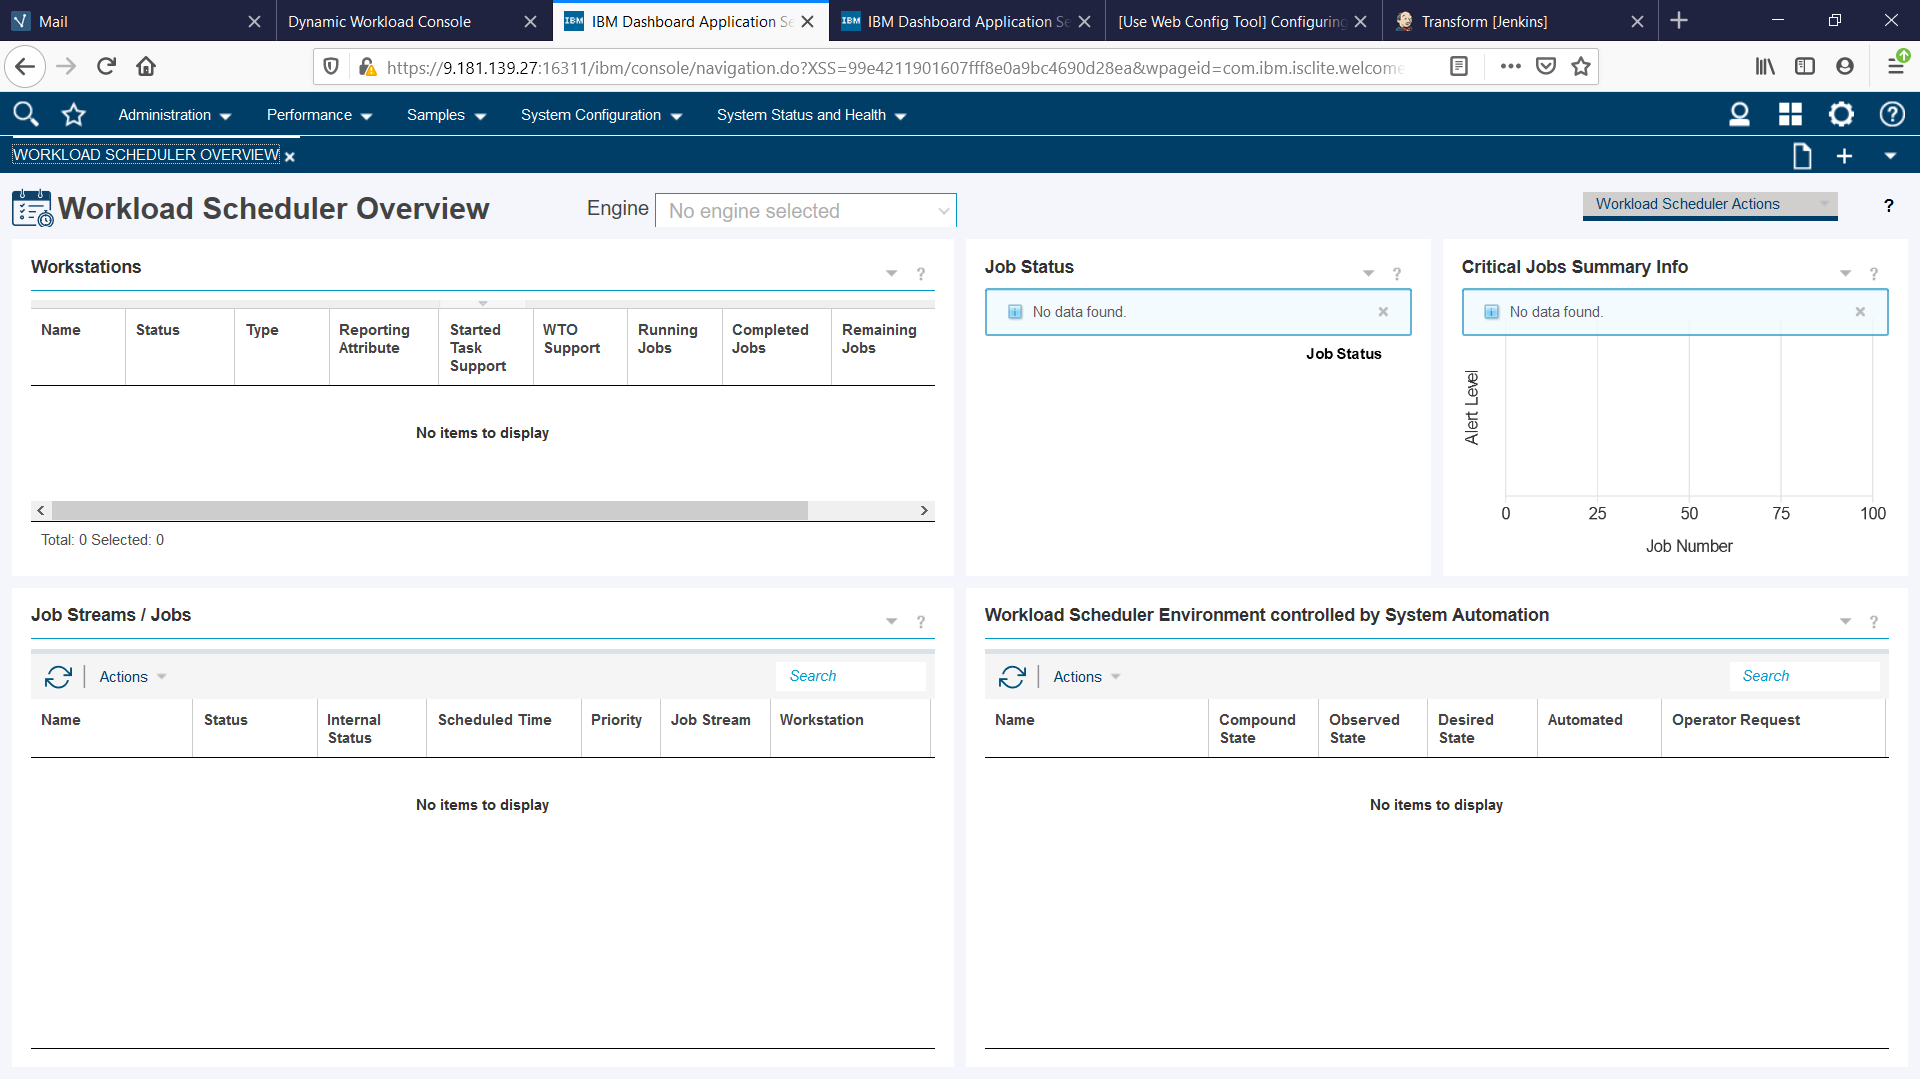 Mail
Dynamic Workload Console
IBM Dashboard Application Se
IBM Dashboard Application Se
[Use Web Config Tool] Configuring
Transform [Jenkins]
https://9.181.139.27:16311/ibm/console/navigation.do?XSS=99e4211901607fff8e0a9bc4690d28ea&wpageid=com.ibm.isclite.welcome
Administration
Performance
Samples
System Configuration
System Status and Health
WORKLOAD SCHEDULER OVERVIEW
Workload Scheduler Overview
Engine
No engine selected
Workload Scheduler Actions
?
Workstations
?
Name
Status
Type
Reporting Attribute
Started Task Support
WTO Support
Running Jobs
Completed Jobs
Remaining Jobs
No items to display
Total: 0 Selected: 0
Job Status
?
No data found.
Job Status
Critical Jobs Summary Info
?
No data found.
Alert Level
0 25 50 75 100
Job Number
Job Streams / Jobs
?
Actions
Search
Name
Status
Internal Status
Scheduled Time
Priority
Job Stream
Workstation
No items to display
Workload Scheduler Environment controlled by System Automation
?
Actions
Search
Name
Compound State
Observed State
Desired State
Automated
Operator Request
No items to display